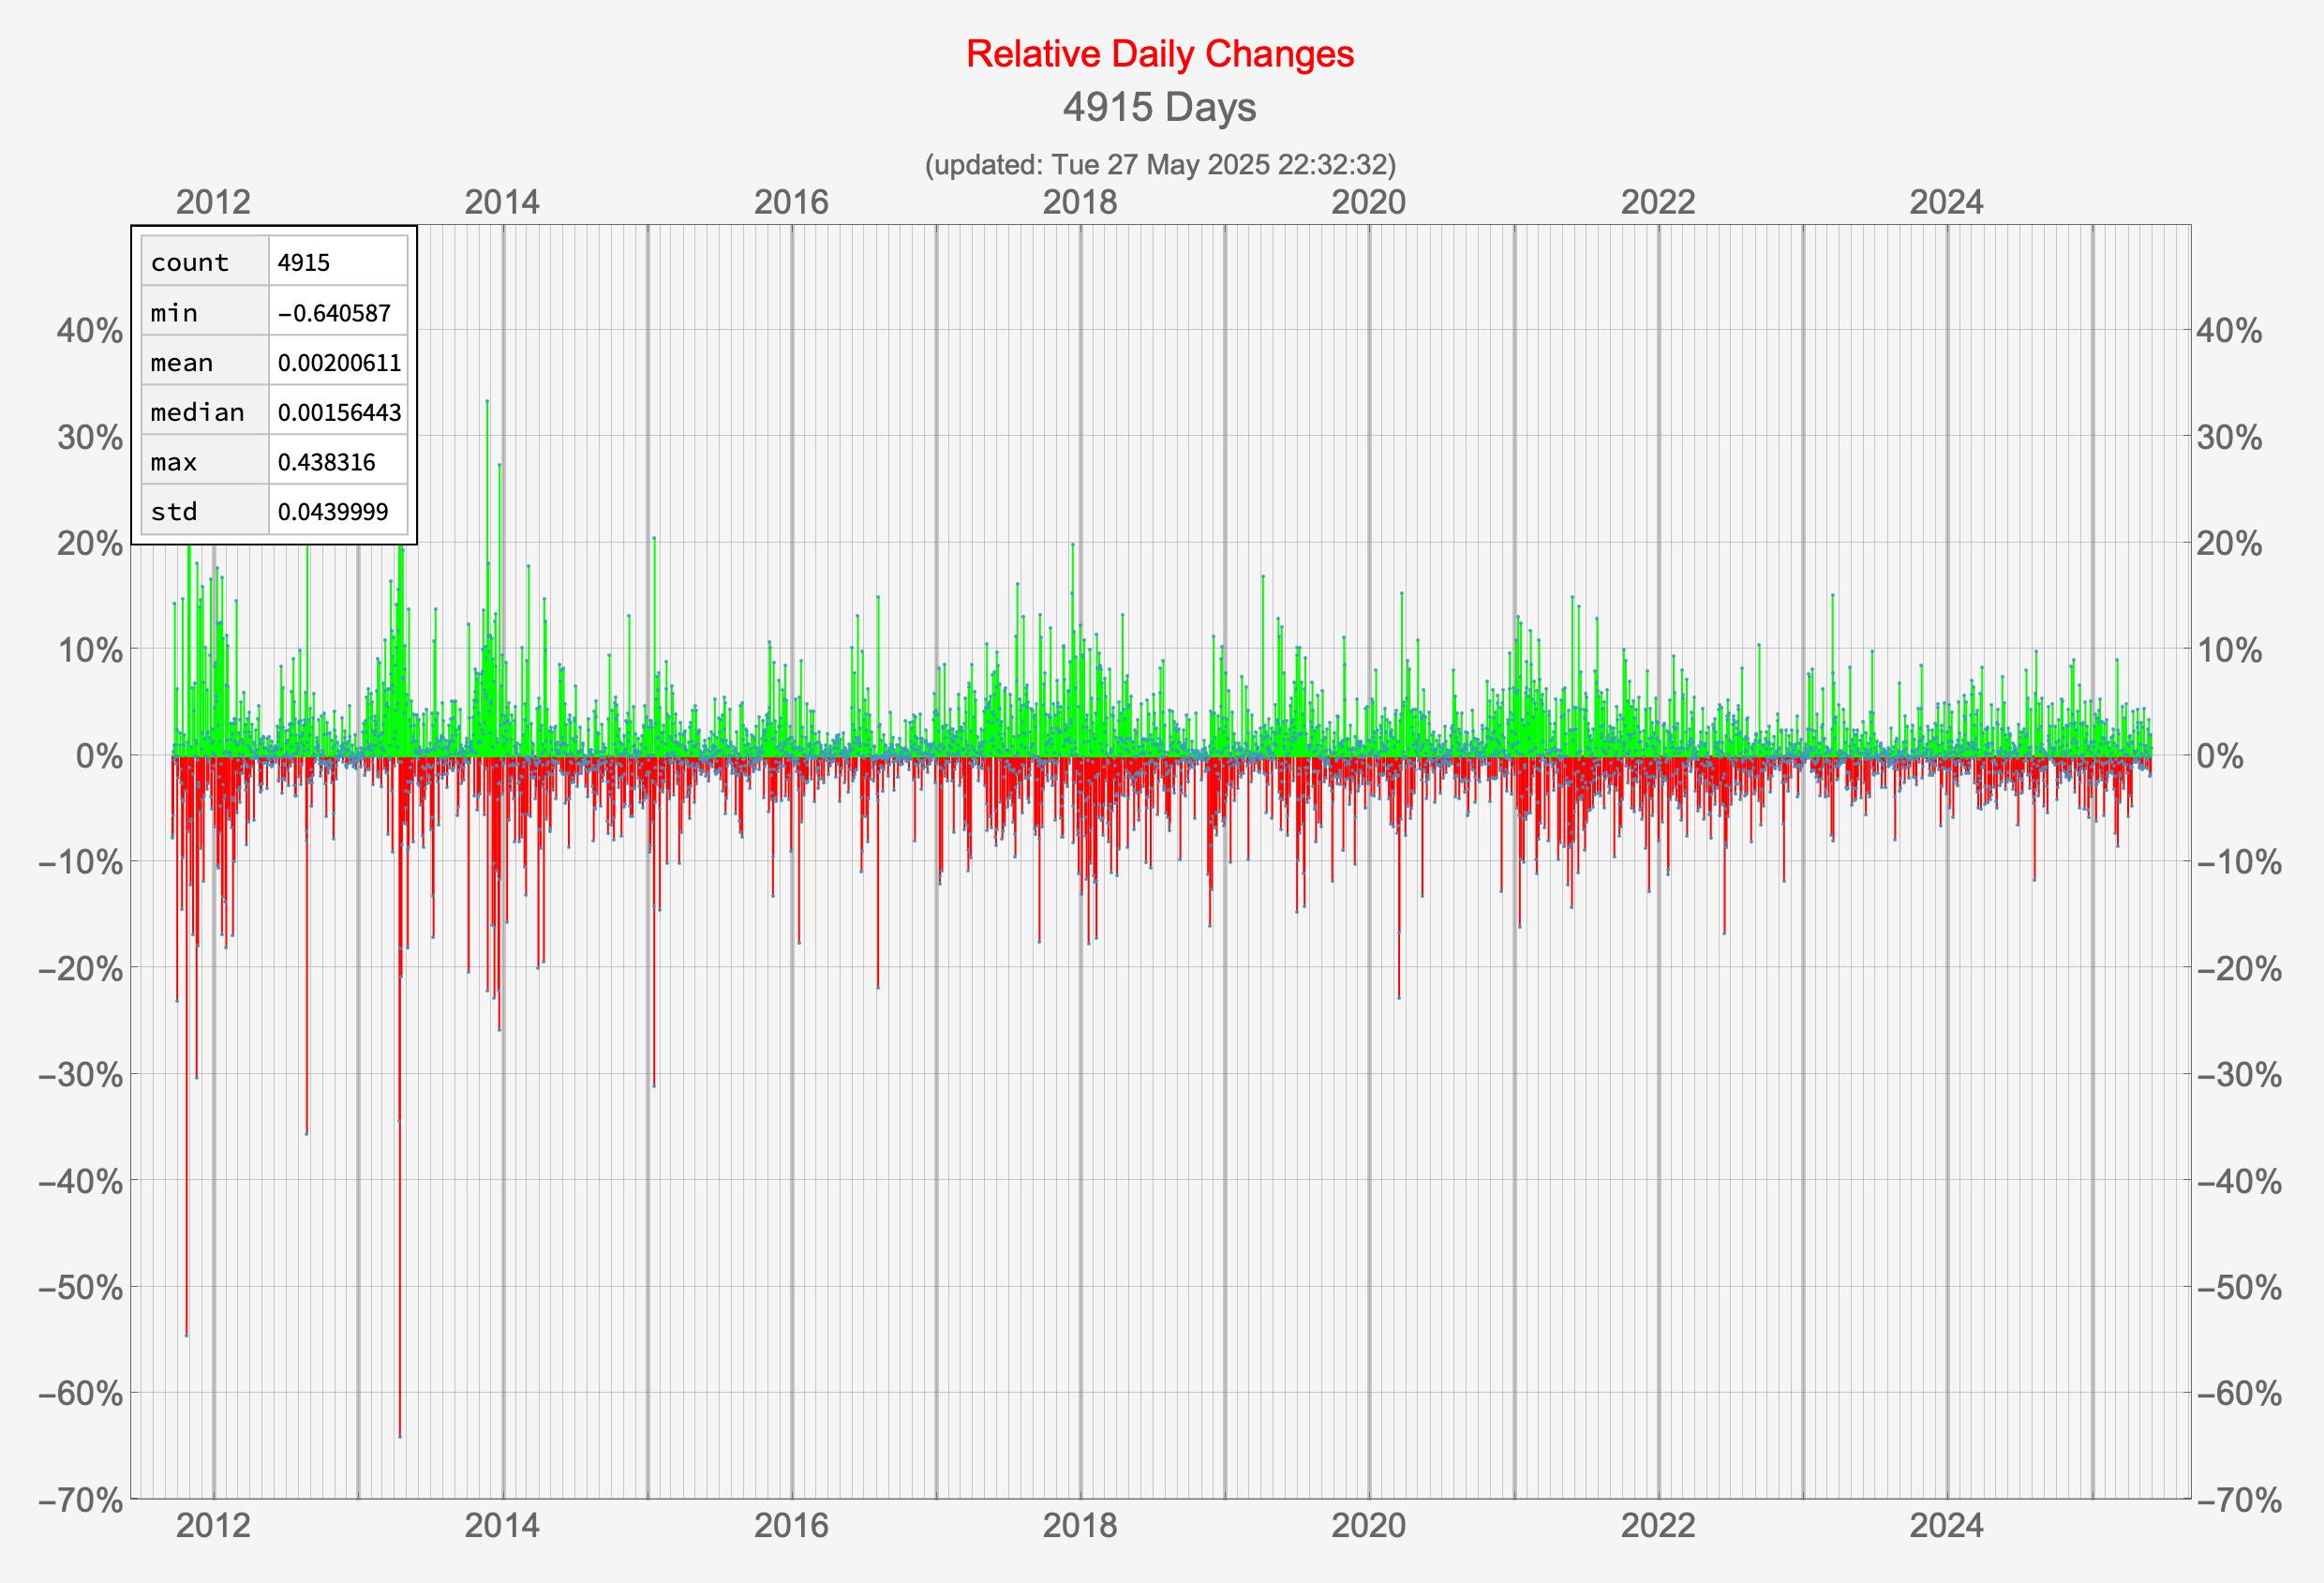 Relative Daily Changes
4915 Days
(updated: Tue 27 May 2025 22:32:32)
2012 2014 2016 2018 2020 2022 2024
count 4915
min −0.640587
mean 0.00200611
median 0.00156443
max 0.438316
std 0.0439999
40% 40%
30% 30%
20% 20%
10% 10%
0% 0%
−10% −10%
−20% −20%
−30% −30%
−40% −40%
−50% −50%
−60% −60%
−70% −70%
2012 2014 2016 2018 2020 2022 2024